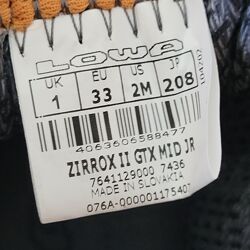 LOWA
UK EU US JP
1 33 2M 208
4063606588477
ZIRROX II GTX MID JR
7641129000 7436
MADE IN SLOVAKIA
076A-000001175407